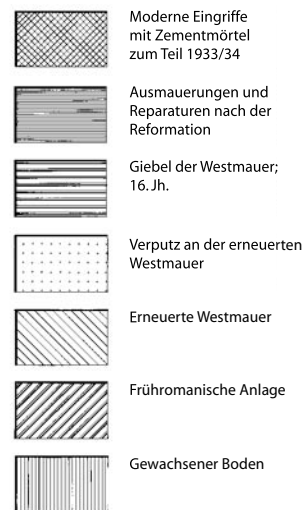 Moderne Eingriffe
mit Zementmörtel
zum Teil 1933/34
Ausmauerungen und
Reparaturen nach der
Reformation
Giebel der Westmauer;
16. Jh.
Verputz an der erneuerten
Westmauer
Erneuerte Westmauer
Frühromanische Anlage
Gewachsener Boden